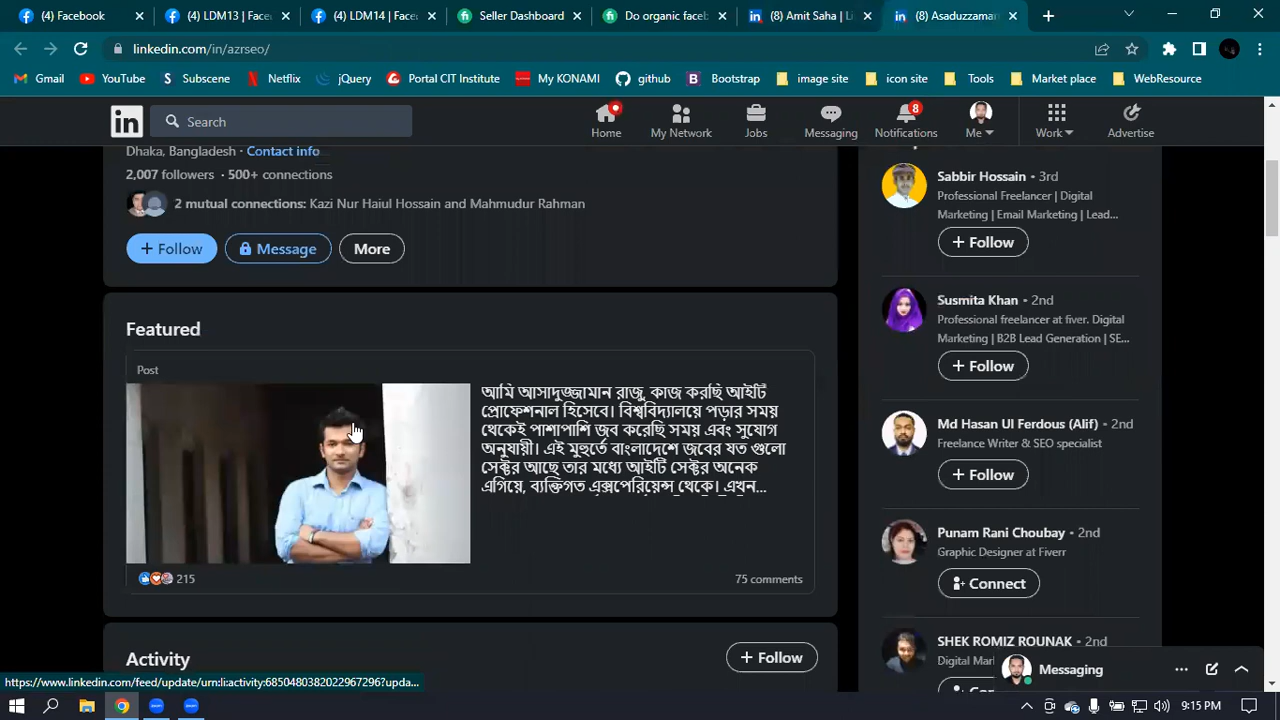 (4) Facebook
(4) LDM13 | Face
(4) LDM14 | Face
Seller Dashboard
Do organic faceb
(8) Amit Saha | Li
(8) Asaduzzaman
linkedin.com/in/azrseo/
Gmail
YouTube
Subscene
Netflix
jQuery
Portal CIT Institute
My KONAMI
github
Bootstrap
image site
icon site
Tools
Market place
WebResource
in
Search
Home
My Network
Jobs
Messaging
8
Notifications
Me
Work
Advertise
Dhaka, Bangladesh · Contact info
2,007 followers · 500+ connections
2 mutual connections: Kazi Nur Haiul Hossain and Mahmudur Rahman
+ Follow
Message
More
Featured
Post
আমি আসাদুজ্জামান রাজু, কাজ করছি আইটি
প্রোফেশনাল হিসেবে। বিশ্ববিদ্যালয়ে পড়ার সময়
থেকেই পাশাপাশি জব করেছি সময় এবং সুযোগ
অনুযায়ী। এই মুহুর্তে বাংলাদেশে জবের যত গুলো
সেক্টর আছে তার মধ্যে আইটি সেক্টর অনেক
এগিয়ে, ব্যক্তিগত এক্সপেরিয়েন্স থেকে। এখন...
215
75 comments
Activity
+ Follow
Sabbir Hossain · 3rd
Professional Freelancer | Digital
Marketing | Email Marketing | Lead...
+ Follow
Susmita Khan · 2nd
Professional freelancer at fiver. Digital
Marketing | B2B Lead Generation | SE...
+ Follow
Md Hasan Ul Ferdous (Alif) · 2nd
Freelance Writer & SEO specialist
+ Follow
Punam Rani Choubay · 2nd
Graphic Designer at Fiverr
Connect
SHEK ROMIZ ROUNAK · 2nd
Digital Mar
Messaging
https://www.linkedin.com/feed/update/urn:li:activity:6850480382022967296?upda...
9:15 PM